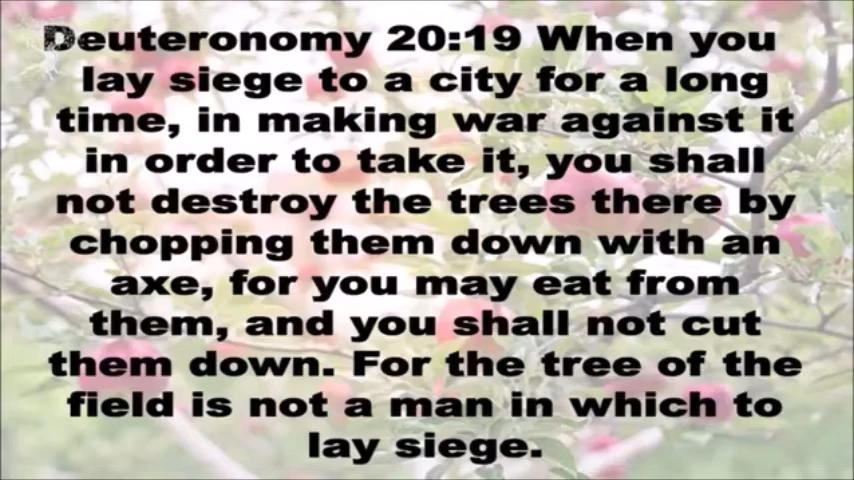 Deuteronomy 20:19 When you
lay siege to a city for a long
time, in making war against it
in order to take it, you shall
not destroy the trees there by
chopping them down with an
axe, for you may eat from
them, and you shall not cut
them down. For the tree of the
field is not a man in which to
lay siege.